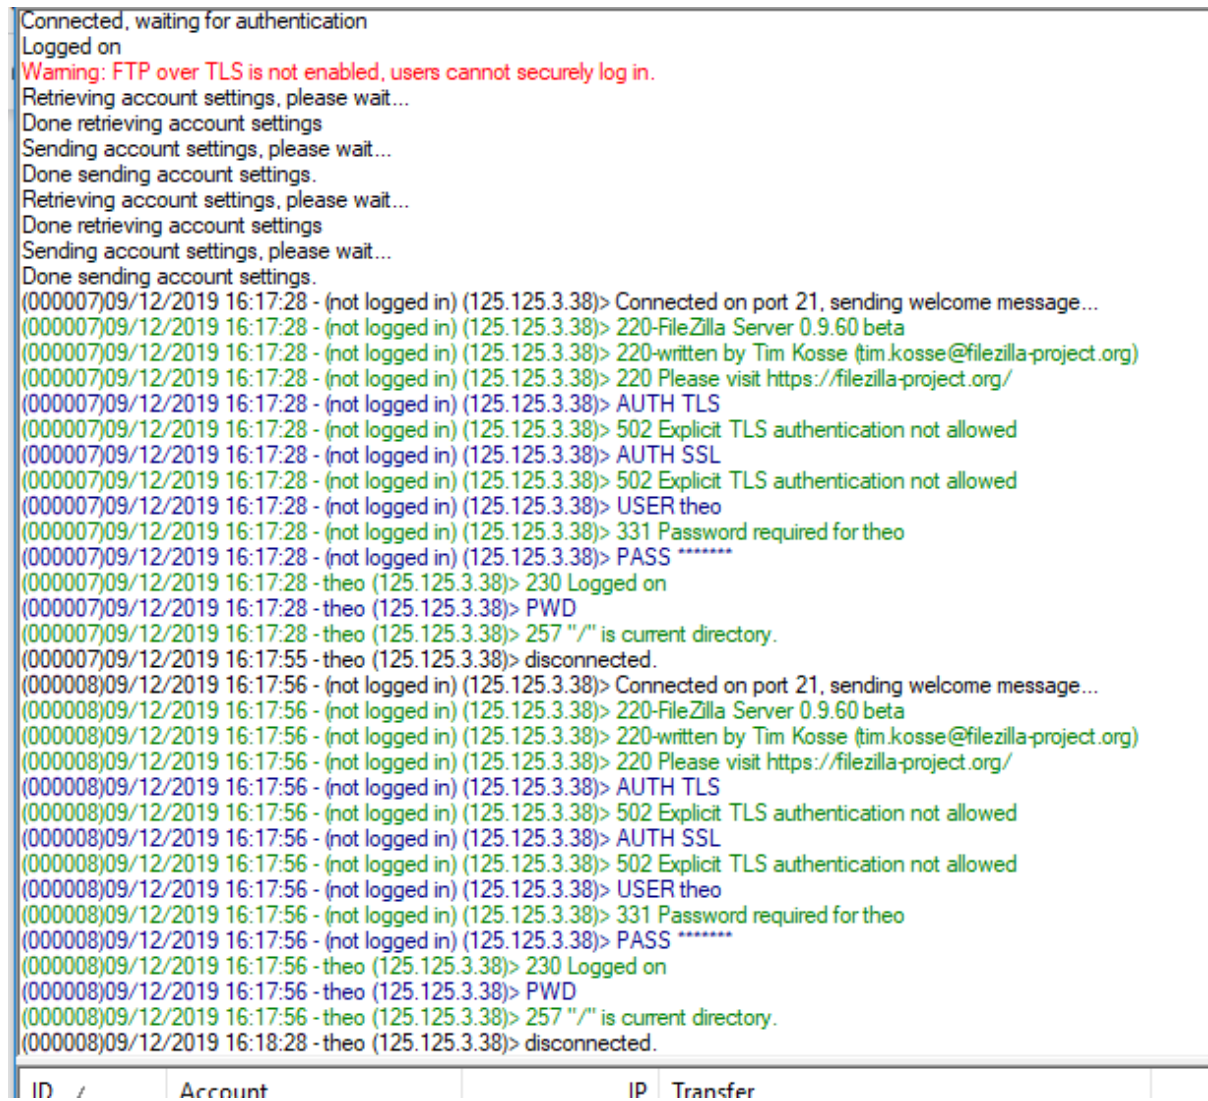 Connected, waiting for authentication
Logged on
Warning: FTP over TLS is not enabled, users cannot securely log in.
Retrieving account settings, please wait...
Done retrieving account settings
Sending account settings, please wait...
Done sending account settings.
Retrieving account settings, please wait...
Done retrieving account settings
Sending account settings, please wait...
Done sending account settings.
(000007)09/12/2019 16:17:28 - (not logged in) (125.125.3.38)> Connected on port 21, sending welcome message...
(000007)09/12/2019 16:17:28 - (not logged in) (125.125.3.38)> 220-FileZilla Server 0.9.60 beta
(000007)09/12/2019 16:17:28 - (not logged in) (125.125.3.38)> 220-written by Tim Kosse (tim.kosse@filezilla-project.org)
(000007)09/12/2019 16:17:28 - (not logged in) (125.125.3.38)> 220 Please visit https://filezilla-project.org/
(000007)09/12/2019 16:17:28 - (not logged in) (125.125.3.38)> AUTH TLS
(000007)09/12/2019 16:17:28 - (not logged in) (125.125.3.38)> 502 Explicit TLS authentication not allowed
(000007)09/12/2019 16:17:28 - (not logged in) (125.125.3.38)> AUTH SSL
(000007)09/12/2019 16:17:28 - (not logged in) (125.125.3.38)> 502 Explicit TLS authentication not allowed
(000007)09/12/2019 16:17:28 - (not logged in) (125.125.3.38)> USER theo
(000007)09/12/2019 16:17:28 - (not logged in) (125.125.3.38)> 331 Password required for theo
(000007)09/12/2019 16:17:28 - (not logged in) (125.125.3.38)> PASS *******
(000007)09/12/2019 16:17:28 - theo (125.125.3.38)> 230 Logged on
(000007)09/12/2019 16:17:28 - theo (125.125.3.38)> PWD
(000007)09/12/2019 16:17:28 - theo (125.125.3.38)> 257 "/" is current directory.
(000007)09/12/2019 16:17:55 - theo (125.125.3.38)> disconnected.
(000008)09/12/2019 16:17:56 - (not logged in) (125.125.3.38)> Connected on port 21, sending welcome message...
(000008)09/12/2019 16:17:56 - (not logged in) (125.125.3.38)> 220-FileZilla Server 0.9.60 beta
(000008)09/12/2019 16:17:56 - (not logged in) (125.125.3.38)> 220-written by Tim Kosse (tim.kosse@filezilla-project.org)
(000008)09/12/2019 16:17:56 - (not logged in) (125.125.3.38)> 220 Please visit https://filezilla-project.org/
(000008)09/12/2019 16:17:56 - (not logged in) (125.125.3.38)> AUTH TLS
(000008)09/12/2019 16:17:56 - (not logged in) (125.125.3.38)> 502 Explicit TLS authentication not allowed
(000008)09/12/2019 16:17:56 - (not logged in) (125.125.3.38)> AUTH SSL
(000008)09/12/2019 16:17:56 - (not logged in) (125.125.3.38)> 502 Explicit TLS authentication not allowed
(000008)09/12/2019 16:17:56 - (not logged in) (125.125.3.38)> USER theo
(000008)09/12/2019 16:17:56 - (not logged in) (125.125.3.38)> 331 Password required for theo
(000008)09/12/2019 16:17:56 - (not logged in) (125.125.3.38)> PASS *******
(000008)09/12/2019 16:17:56 - theo (125.125.3.38)> 230 Logged on
(000008)09/12/2019 16:17:56 - theo (125.125.3.38)> PWD
(000008)09/12/2019 16:17:56 - theo (125.125.3.38)> 257 "/" is current directory.
(000008)09/12/2019 16:18:28 - theo (125.125.3.38)> disconnected.
ID / Account IP Transfer